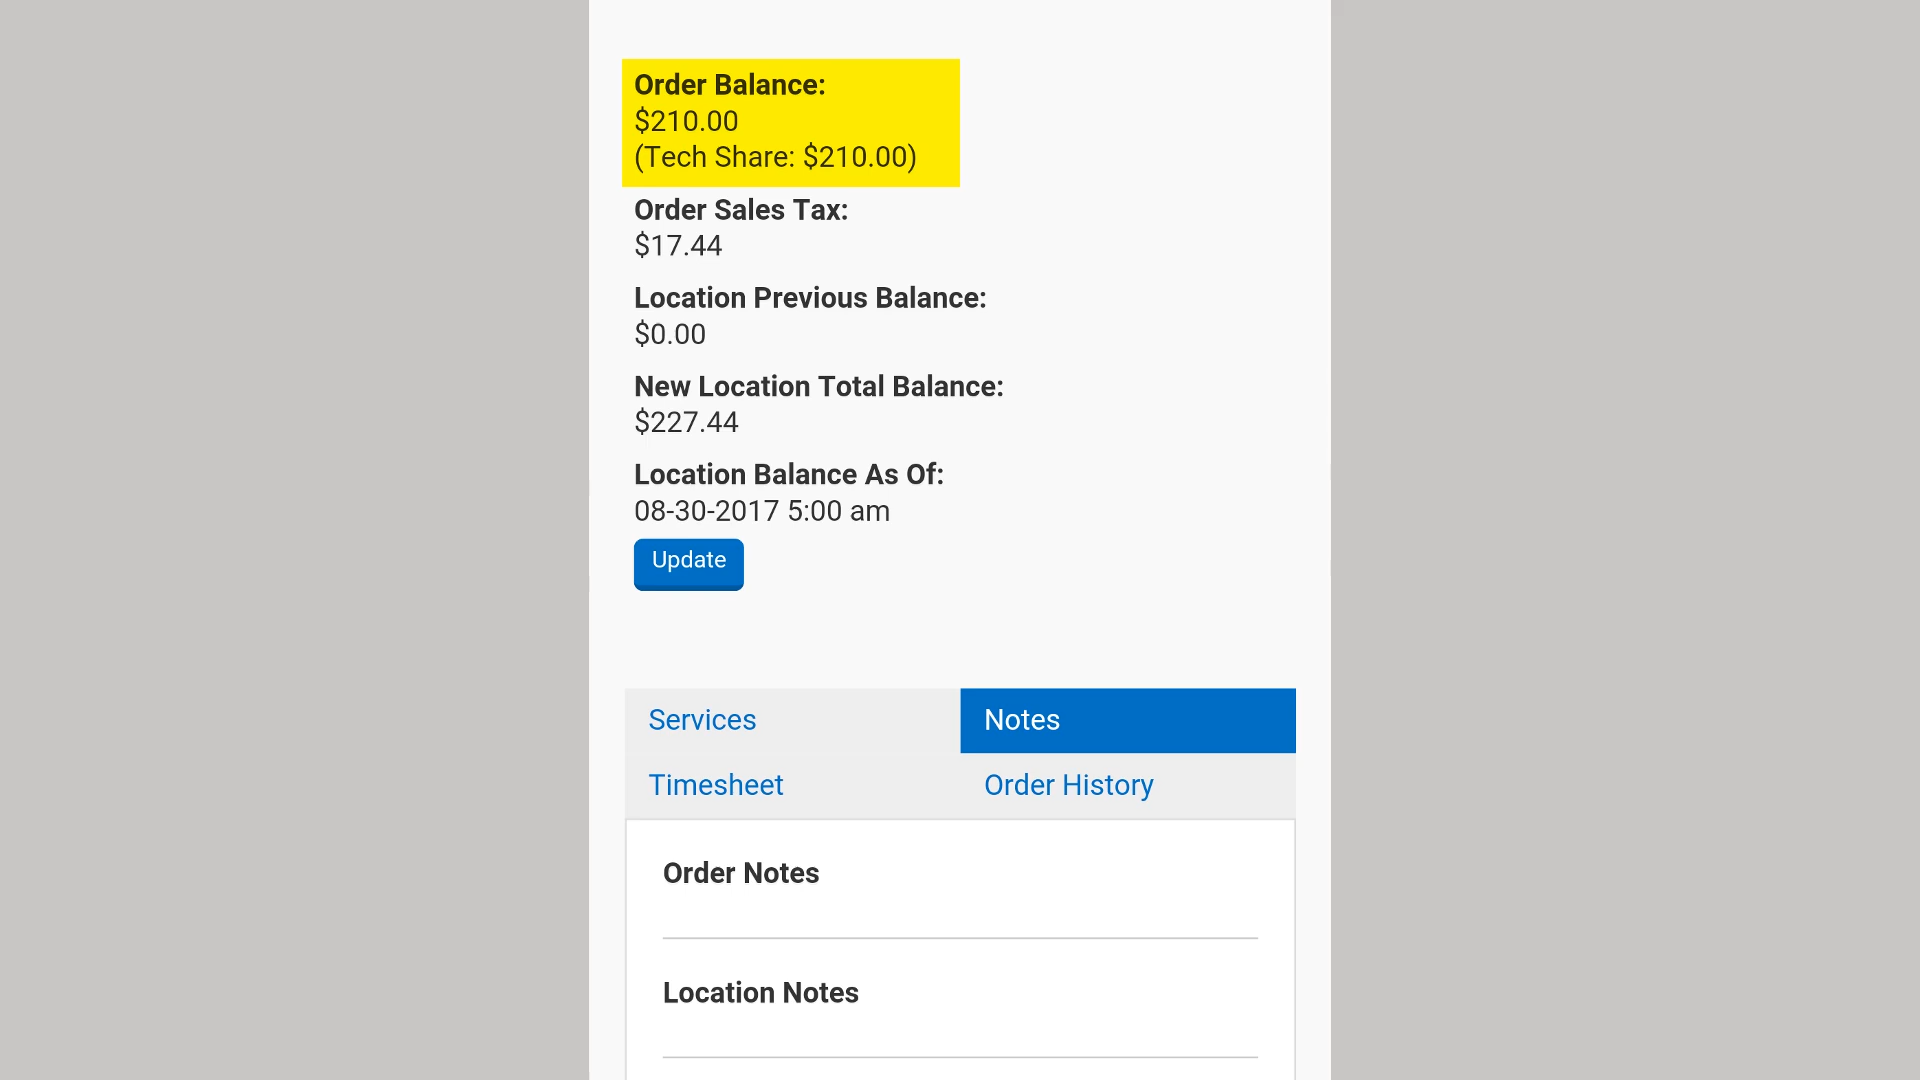 Order Balance:
$210.00
(Tech Share: $210.00)
Order Sales Tax:
$17.44
Location Previous Balance:
$0.00
New Location Total Balance:
$227.44
Location Balance As Of:
08-30-2017 5:00 am
Update
Services
Notes
Timesheet
Order History
Order Notes
Location Notes